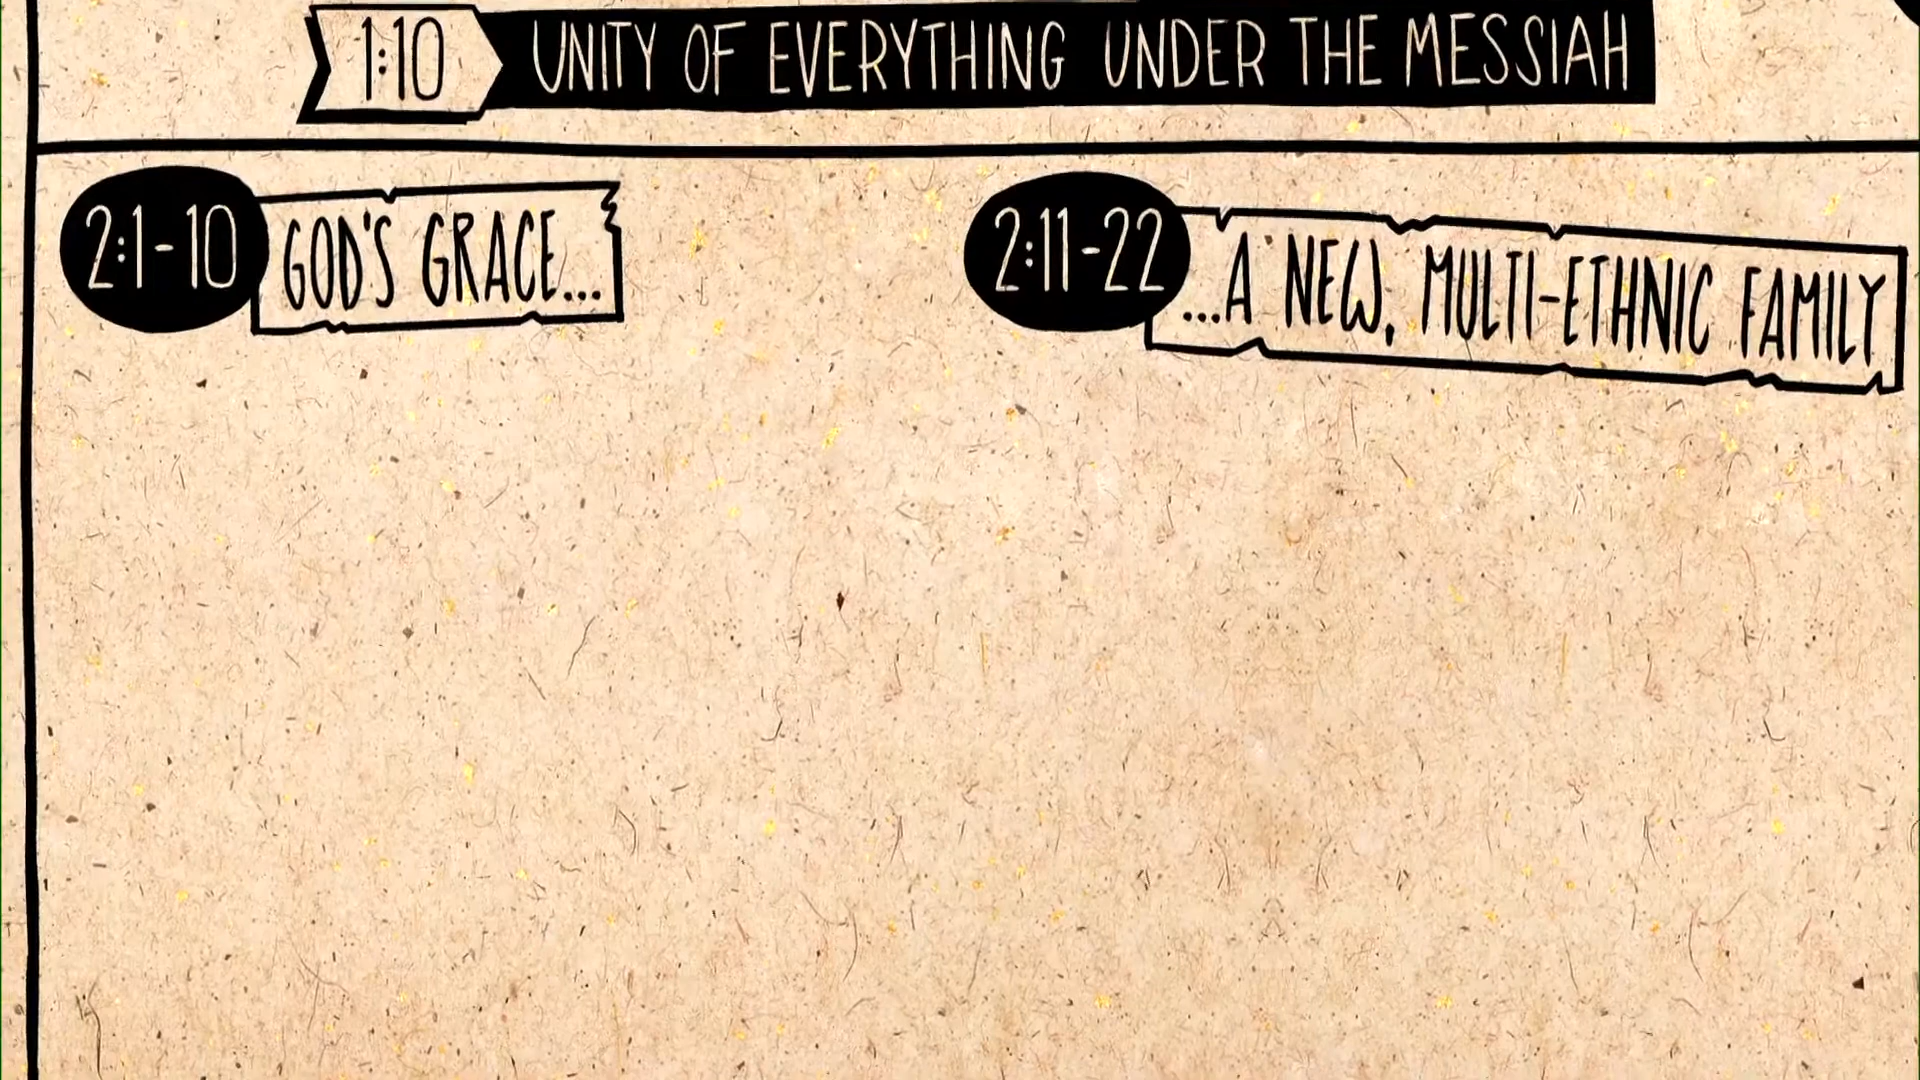 1:10 UNITY OF EVERYTHING UNDER THE MESSIAH
2:1-10 GOD'S GRACE...
2:11-22 ...A NEW, MULTI-ETHNIC FAMILY